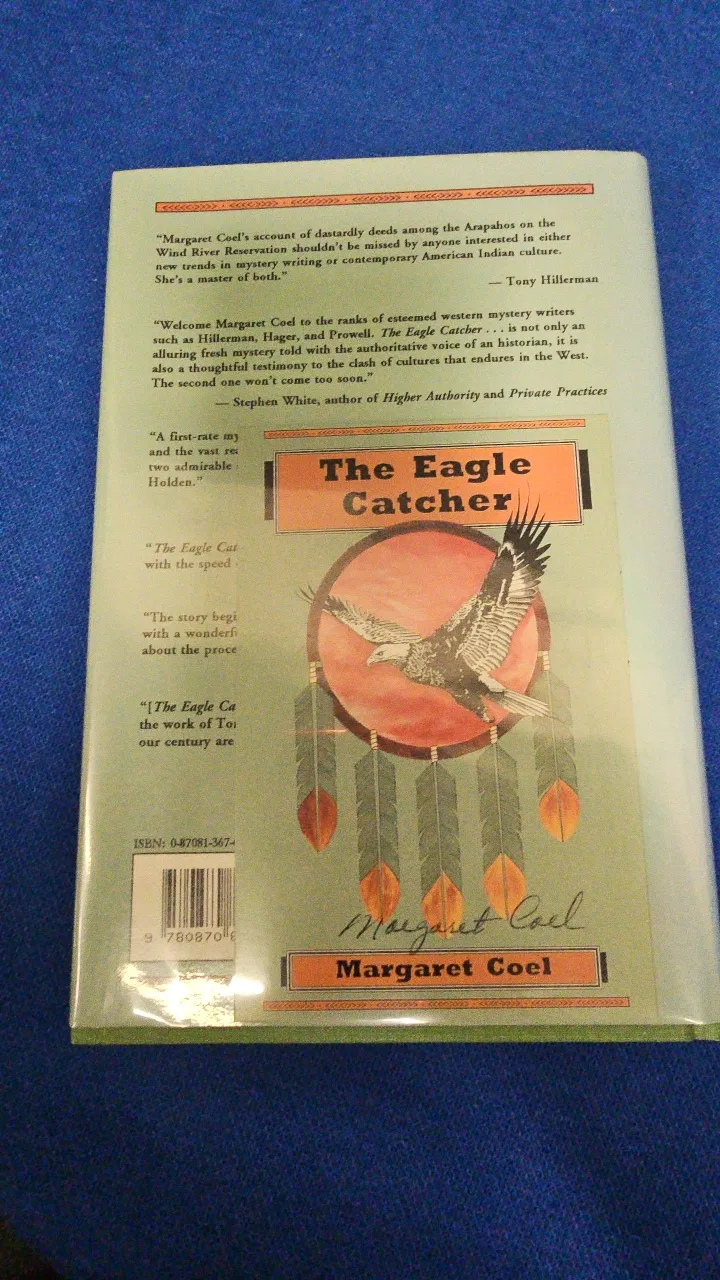 “Margaret Coel’s account of dastardly deeds among the Arapahos on the
Wind River Reservation shouldn’t be missed by anyone interested in either
new trends in mystery writing or contemporary American Indian culture.
She’s a master of both.”
— Tony Hillerman
“Welcome Margaret Coel to the ranks of esteemed western mystery writers
such as Hillerman, Hager, and Prowell. The Eagle Catcher . . . is not only an
alluring fresh mystery told with the authoritative voice of an historian, it is
also a thoughtful testimony to the clash of cultures that endures in the West.
The second one won’t come too soon.”
— Stephen White, author of Higher Authority and Private Practices
“A first-rate my
and the vast
two admirable
Holden.”
“The Eagle Cat
with the speed
“The story begi
with a wonderf
about the proce
“[The Eagle Ca
the work of
our century are
ISBN: 0-87081-367-
9 780870
The Eagle
Catcher
Margaret Coel
Margaret Coel